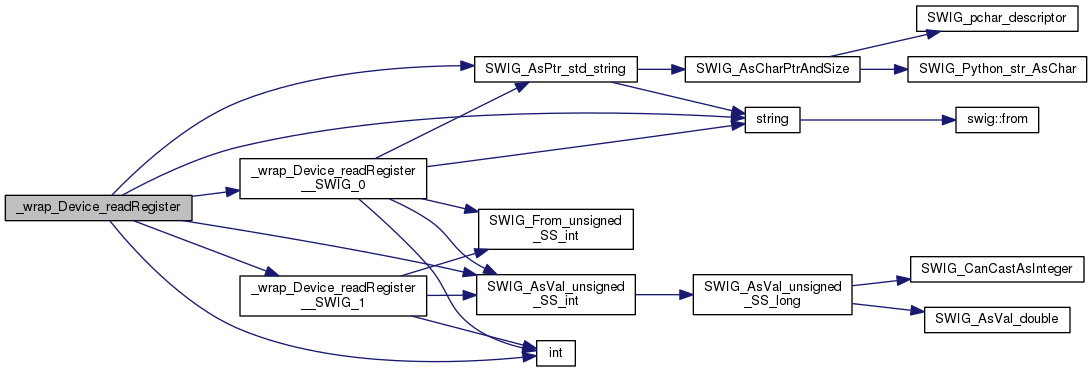 SWIG_pchar_descriptor
SWIG_AsPtr_std_string
SWIG_AsCharPtrAndSize
SWIG_Python_str_AsChar
string
swig::from
_wrap_Device_readRegister
__SWIG_0
_wrap_Device_readRegister
SWIG_From_unsigned
_SS_int
SWIG_CanCastAsInteger
_wrap_Device_readRegister
__SWIG_1
SWIG_AsVal_unsigned
_SS_int
SWIG_AsVal_unsigned
_SS_long
SWIG_AsVal_double
int